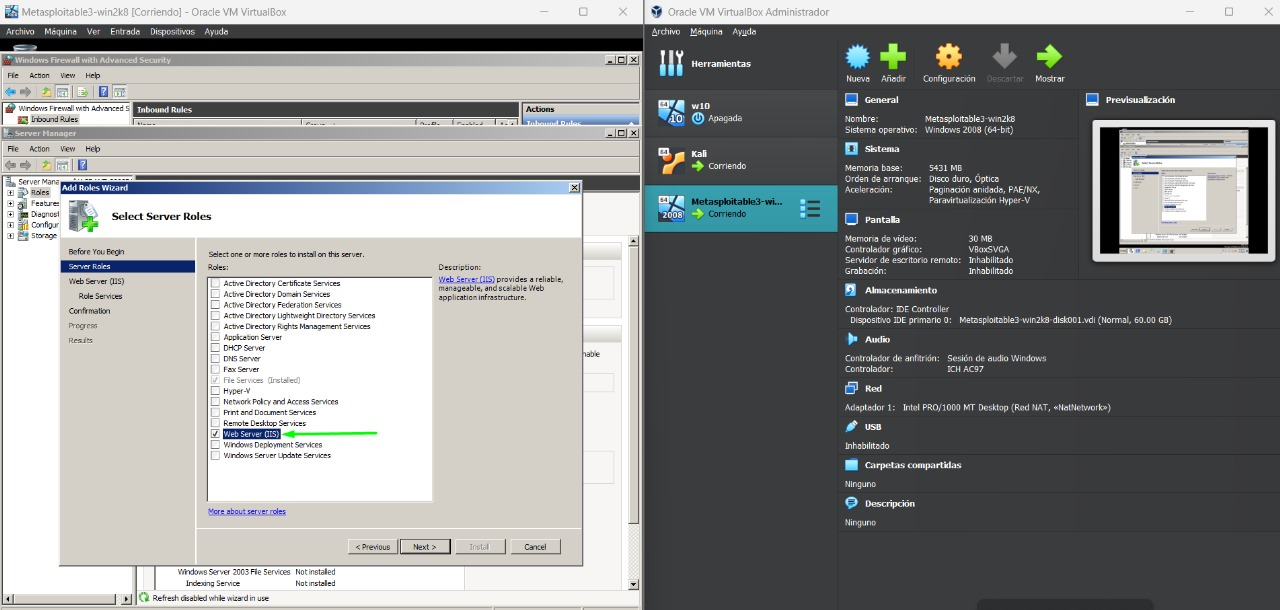 Metasploitable3-win2k8 [Corriendo] - Oracle VM VirtualBox
Archivo Máquina Ver Entrada Dispositivos Ayuda
Windows Firewall with Advanced Security
File Action View Help
Windows Firewall with Advanced S
Inbound Rules
Inbound Rules
Actions
Inbound Rules
Server Manager
File Action View Help
Server Mana
Roles
Features
Diagnost
Config
Storage
Add Roles Wizard
Select Server Roles
Before You Begin
Server Roles
Web Server (IIS)
Role Services
Confirmation
Progress
Results
Select one or more roles to install on this server.
Roles:
Active Directory Certificate Services
Active Directory Domain Services
Active Directory Federation Services
Active Directory Lightweight Directory Services
Active Directory Rights Management Services
Application Server
DHCP Server
DNS Server
Fax Server
File Services (Installed)
Hyper-V
Network Policy and Access Services
Print and Document Services
Remote Desktop Services
Web Server (IIS)
Windows Deployment Services
Windows Server Update Services
More about server roles
Description:
Web Server (IIS) provides a reliable,
manageable, and scalable Web
application infrastructure.
< Previous Next > Install Cancel
nable
Windows Server 2003 File Services Not installed
Indexing Service Not installed
Refresh disabled while wizard in use
Oracle VM VirtualBox Administrador
Archivo Máquina Ayuda
Herramientas
Nueva Añadir Configuración Descartar Mostrar
64 10 w10
Apagada
64 Kali
Corriendo
64 2008 Metasploitable3-wi...
Corriendo
General
Nombre: Metasploitable3-win2k8
Sistema operativo: Windows 2008 (64-bit)
Sistema
Memoria base: 5431 MB
Orden de arranque: Disco duro, Óptica
Aceleración: Paginación anidada, PAE/NX,
Paravirtualización Hyper-V
Pantalla
Memoria de vídeo: 30 MB
Controlador gráfico: VBoxSVGA
Servidor de escritorio remoto: Inhabilitado
Grabación: Inhabilitado
Almacenamiento
Controlador: IDE Controller
Dispositivo IDE primario 0: Metasploitable3-win2k8-disk001.vdi (Normal, 60.00 GB)
Audio
Controlador de anfitrión: Sesión de audio Windows
Controlador: ICH AC97
Red
Adaptador 1: Intel PRO/1000 MT Desktop (Red NAT, «NatNetwork»)
USB
Inhabilitado
Carpetas compartidas
Ninguno
Descripción
Ninguno
Previsualización